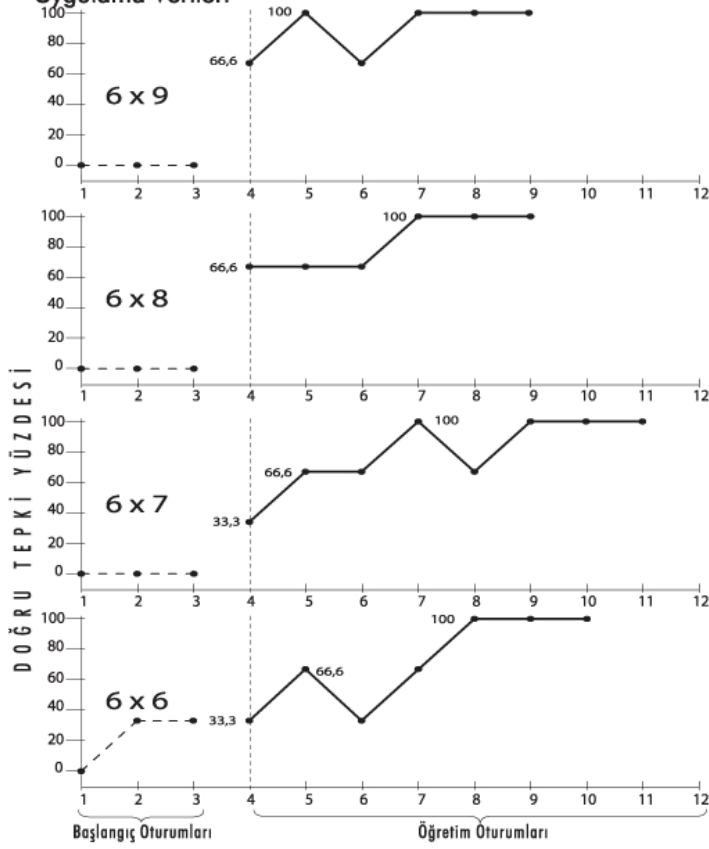 Uygulama Verileri
100
80
60
40
20
0
66,6
100
6 x 9
1 2 3 4 5 6 7 8 9 10 11 12
100
80
60
40
20
0
66,6
100
6 x 8
1 2 3 4 5 6 7 8 9 10 11 12
DOĞRU TEPKİ YÜZDESİ
100
80
60
40
20
0
33,3
66,6
100
6 x 7
1 2 3 4 5 6 7 8 9 10 11 12
100
80
60
40
20
0
33,3
66,6
100
6 x 6
1 2 3 4 5 6 7 8 9 10 11 12
Başlangıç Oturumları
Öğretim Oturumları